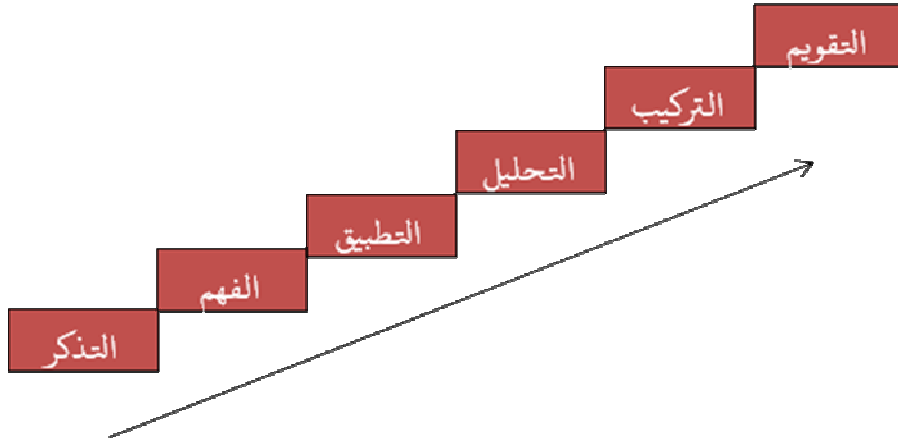 التقويم
التركيب
التحليل
التطبيق
الفهم
التذكر